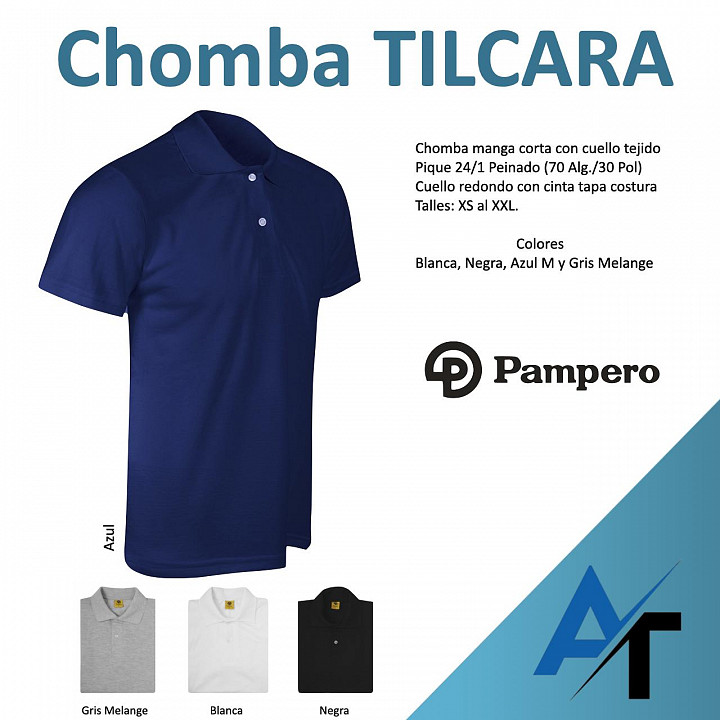 Chomba TILCARA
Chomba manga corta con cuello tejido
Pique 24/1 Peinado (70 Alg./30 Pol)
Cuello redondo con cinta tapa costura
Talles: XS al XXL.
Colores
Blanca, Negra, Azul M y Gris Melange
Pampero
Azul
Gris Melange
Blanca
Negra
AT